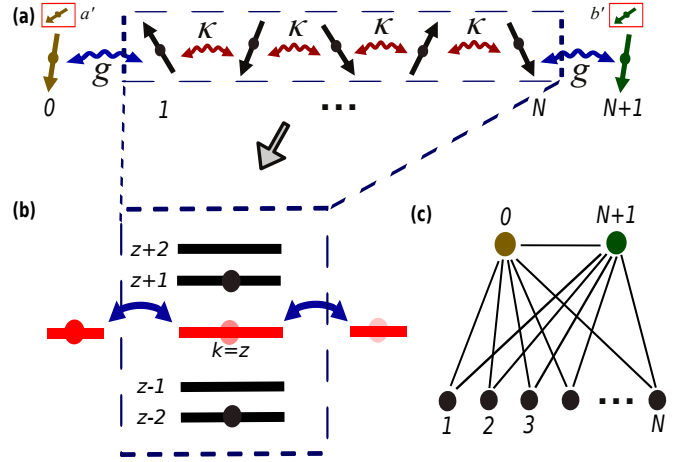 (a) a' b'
κ κ κ κ
g g
0 1 ... N N+1
(b) (c)
0 N+1
z+2
z+1
k=z
z-1
z-2
1 2 3 ... N